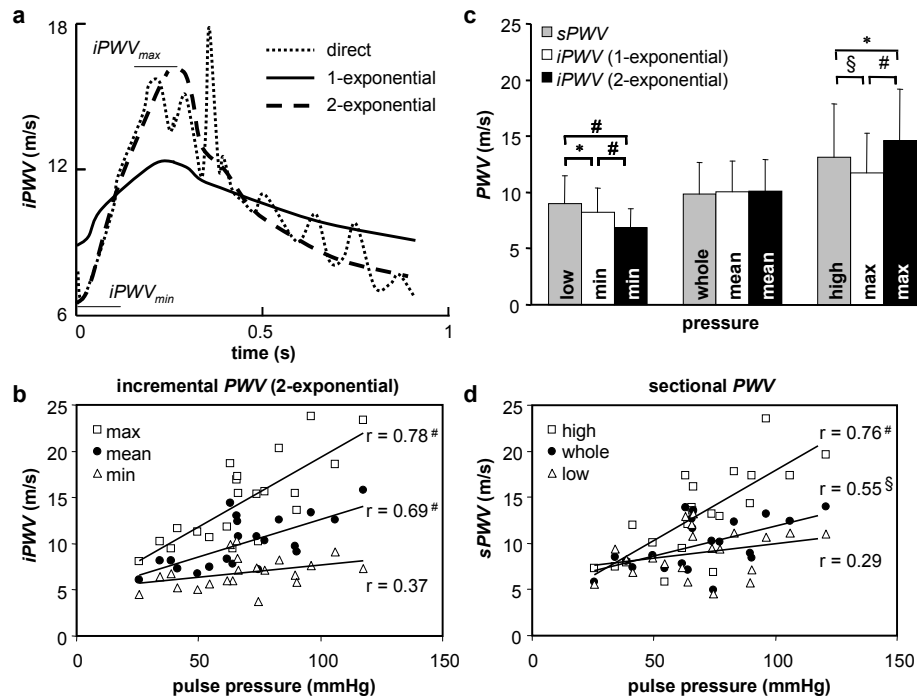 a
18
12
6
iPWV (m/s)
iPWVmax
iPWVmin
direct
1-exponential
2-exponential
0
0.5
1
time (s)
c
sPWV
iPWV (1-exponential)
iPWV (2-exponential)
25
20
15
10
5
0
PWV (m/s)
#
* #
*
§ #
low
min
min
whole
mean
mean
high
max
max
pressure
b
incremental PWV (2-exponential)
25
20
15
10
5
0
iPWV (m/s)
max
mean
min
r = 0.78 #
r = 0.69 #
r = 0.37
0 50 100 150
pulse pressure (mmHg)
d
sectional PWV
25
20
15
10
5
0
sPWV (m/s)
high
whole
low
r = 0.76 #
r = 0.55 §
r = 0.29
0 50 100 150
pulse pressure (mmHg)